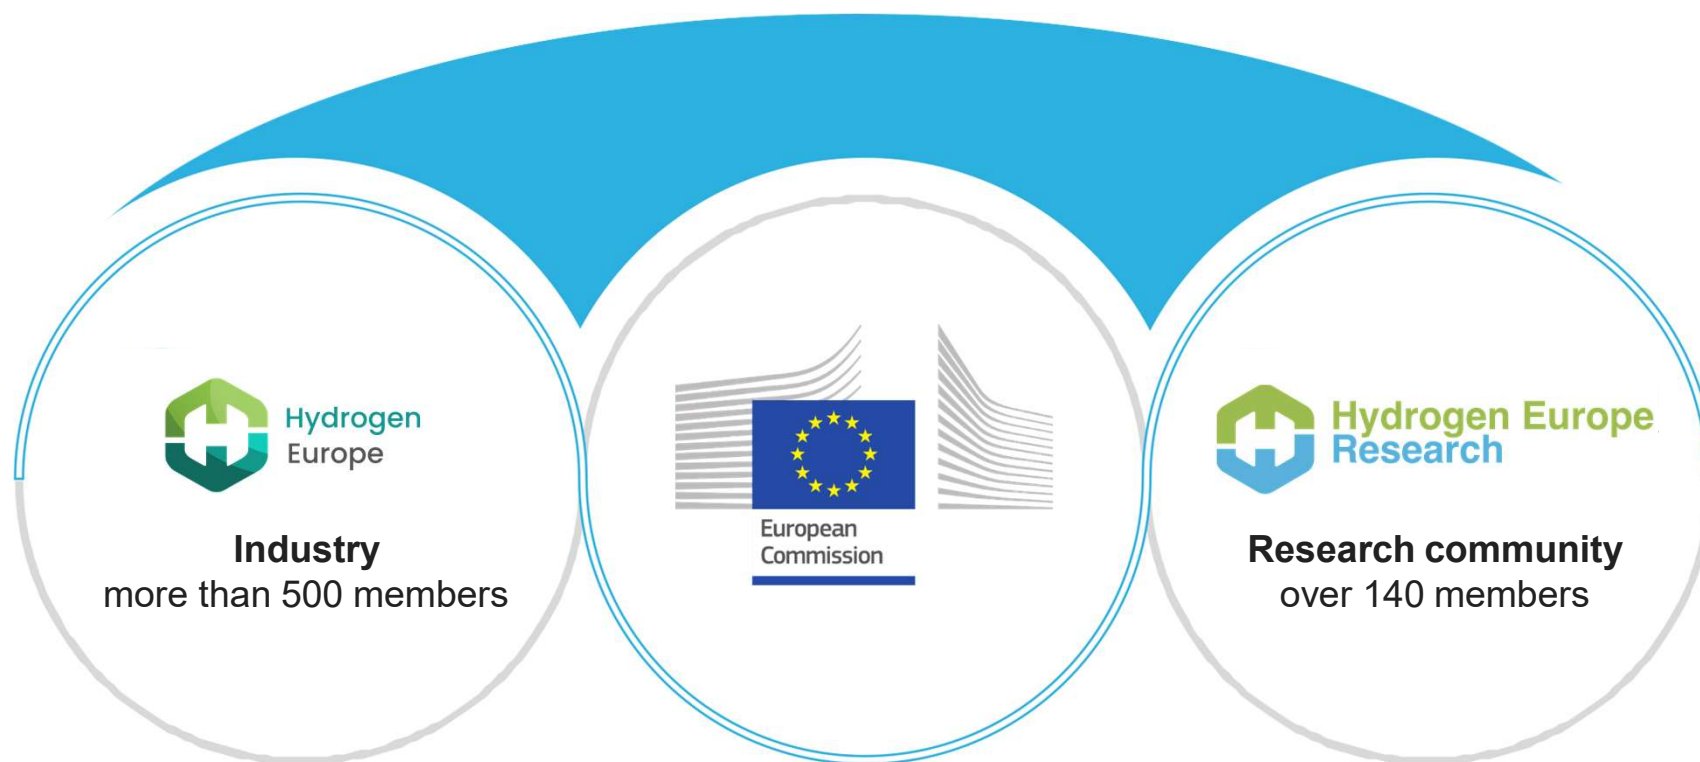 Hydrogen
Europe
Industry
more than 500 members
European
Commission
Hydrogen Europe
Research
Research community
over 140 members